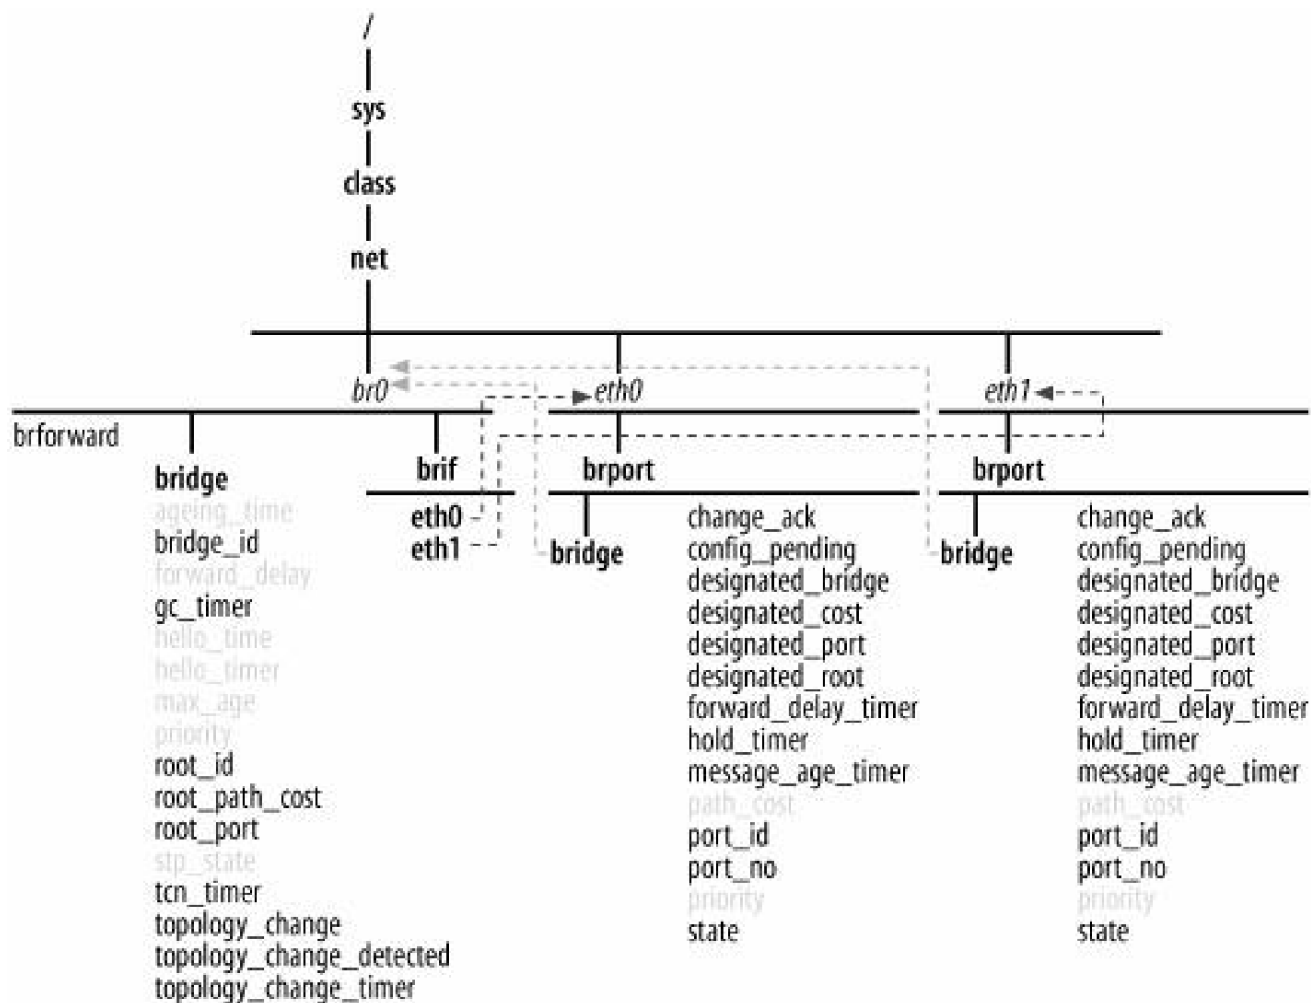 /
sys
class
net
br0
eth0
eth1
brforward
bridge
ageing_time
bridge_id
forward_delay
gc_timer
hello_time
hello_timer
max_age
priority
root_id
root_path_cost
root_port
stp_state
tcn_timer
topology_change
topology_change_detected
topology_change_timer
brif
eth0
eth1
brport
bridge
change_ack
config_pending
designated_bridge
designated_cost
designated_port
designated_root
forward_delay_timer
hold_timer
message_age_timer
path_cost
port_id
port_no
priority
state
brport
bridge
change_ack
config_pending
designated_bridge
designated_cost
designated_port
designated_root
forward_delay_timer
hold_timer
message_age_timer
path_cost
port_id
port_no
priority
state